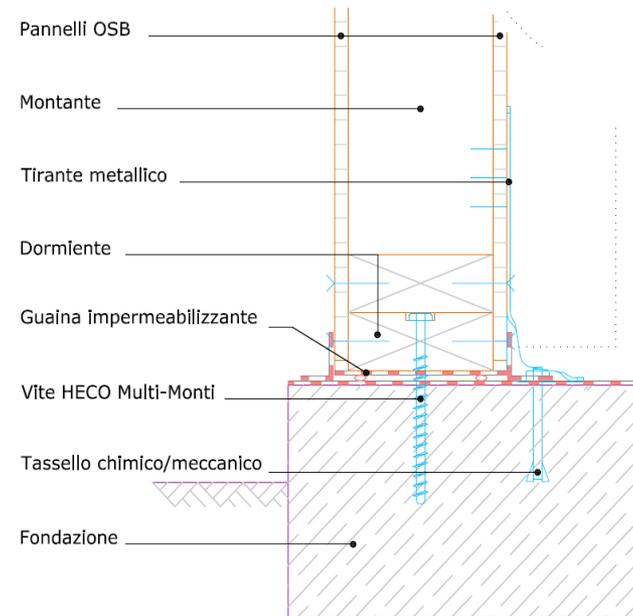 Pannelli OSB
Montante
Tirante metallico
Dormiente
Guaina impermeabilizzante
Vite HECO Multi-Monti
Tassello chimico/meccanico
Fondazione